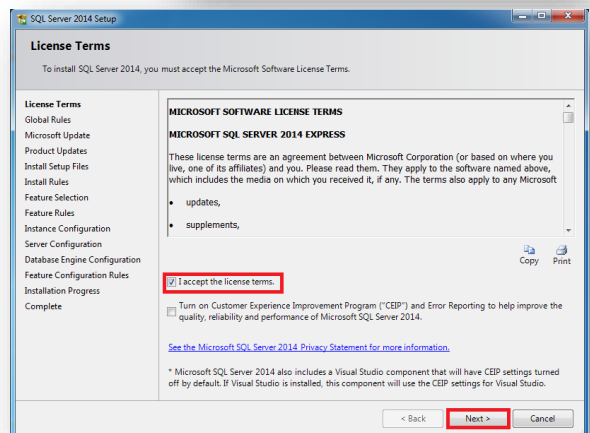 SQL Server 2014 Setup
License Terms
To install SQL Server 2014, you must accept the Microsoft Software License Terms.
License Terms
Global Rules
Microsoft Update
Product Updates
Install Setup Files
Install Rules
Feature Selection
Feature Rules
Instance Configuration
Server Configuration
Database Engine Configuration
Feature Configuration Rules
Installation Progress
Complete
MICROSOFT SOFTWARE LICENSE TERMS
MICROSOFT SQL SERVER 2014 EXPRESS
These license terms are an agreement between Microsoft Corporation (or based on where you
live, one of its affiliates) and you. Please read them. They apply to the software named above,
which includes the media on which you received it, if any. The terms also apply to any Microsoft
• updates,
• supplements,
Copy Print
I accept the license terms.
Turn on Customer Experience Improvement Program ("CEIP") and Error Reporting to help improve the
quality, reliability and performance of Microsoft SQL Server 2014.
See the Microsoft SQL Server 2014 Privacy Statement for more information.
* Microsoft SQL Server 2014 also includes a Visual Studio component that will have CEIP settings turned
off by default. If Visual Studio is installed, this component will use the CEIP settings for Visual Studio.
< Back Next > Cancel